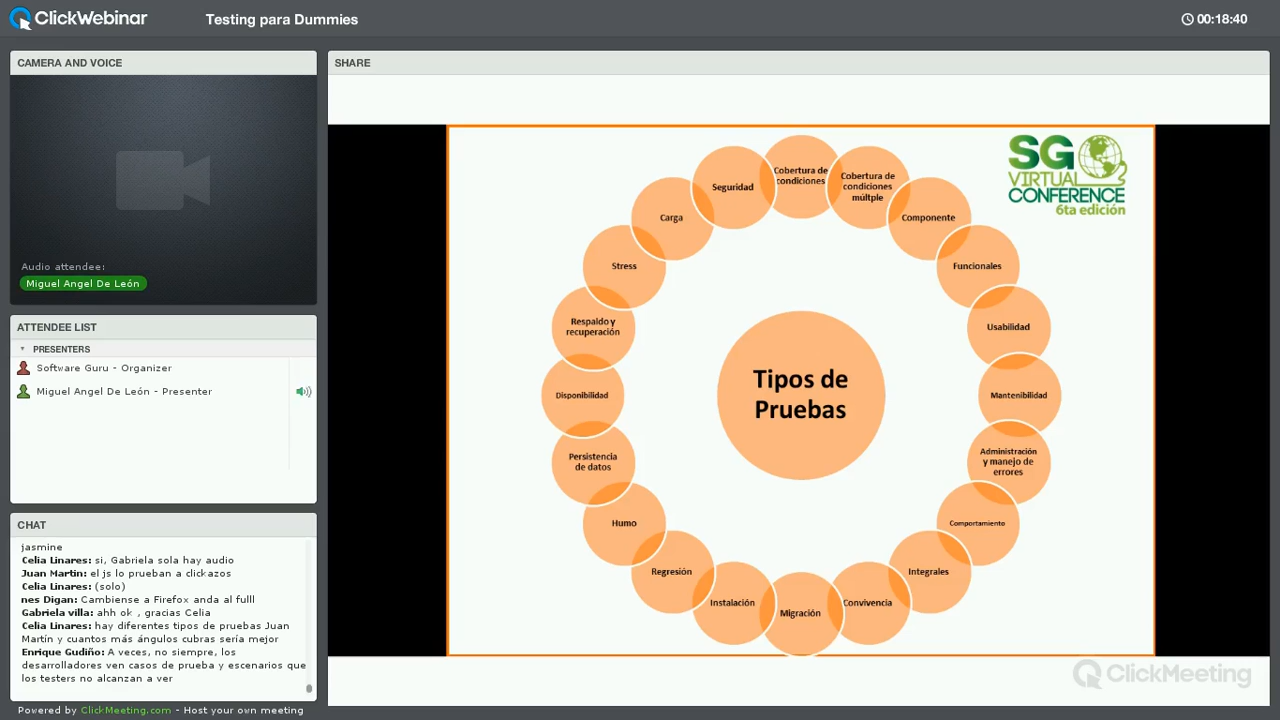 ClickWebinar
Testing para Dummies
00:18:40
CAMERA AND VOICE
Audio attendee:
Miguel Angel De León
ATTENDEE LIST
PRESENTERS
Software Guru - Organizer
Miguel Angel De León - Presenter
CHAT
jasmine
Celia Linares: si, Gabriela sola hay audio
Juan Martin: el js lo prueban a clickazos
Celia Linares: (solo)
nes Digan: Cambiense a Firefox anda al fulll
Gabriela villa: ahh ok , gracias Celia
Celia Linares: hay diferentes tipos de pruebas Juan
Martín y cuantos más ángulos cubras sería mejor
Enrique Gudiño: A veces, no siempre, los
desarrolladores ven casos de prueba y escenarios que
los testers no alcanzan a ver
Powered by ClickMeeting.com - Host your own meeting
SHARE
SG
VIRTUAL
CONFERENCE
6ta edición
Tipos de
Pruebas
Cobertura de
condiciones
Cobertura de
condiciones
múltple
Componente
Funcionales
Usabilidad
Mantenibilidad
Administración
y manejo de
errores
Comportamiento
Integrales
Convivencia
Migración
Instalación
Regresión
Humo
Persistencia
de datos
Disponibilidad
Respaldo y
recuperación
Stress
Carga
Seguridad
ClickMeeting